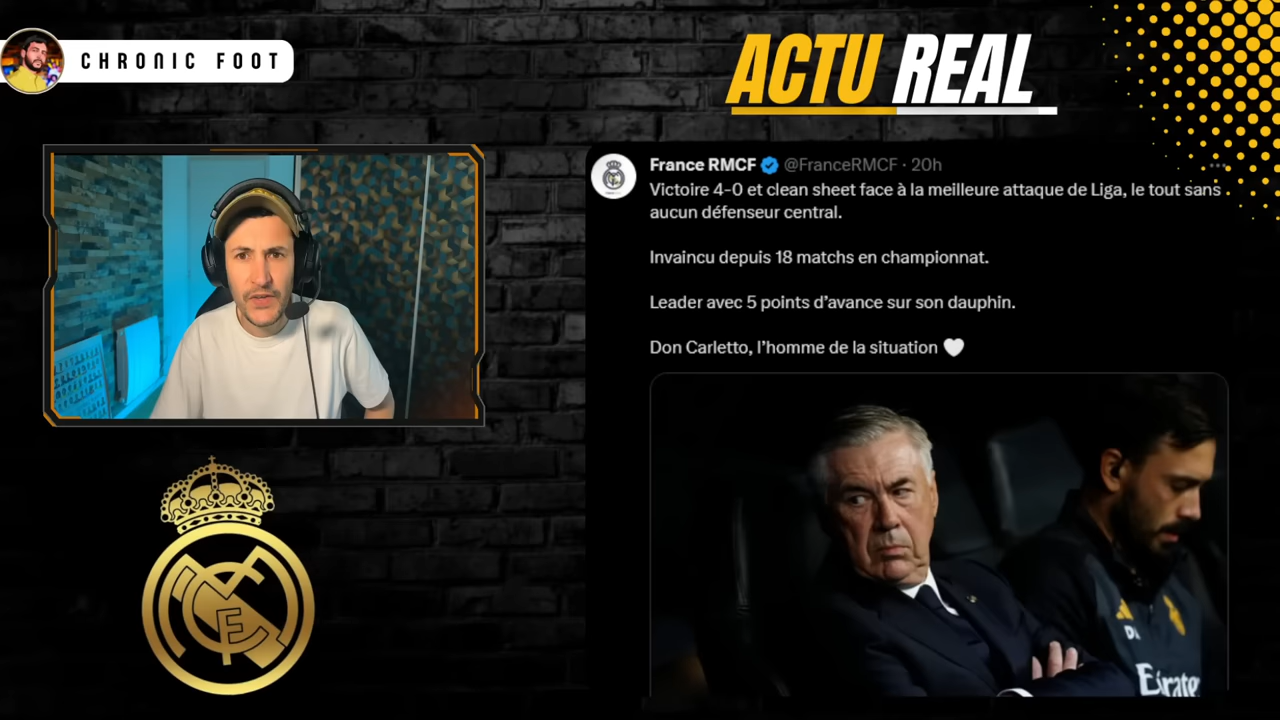 CHRONIC FOOT
ACTU REAL
France RMCF @FranceRMCF · 20h
Victoire 4-0 et clean sheet face à la meilleure attaque de Liga, le tout sans
aucun défenseur central.
Invaincu depuis 18 matchs en championnat.
Leader avec 5 points d’avance sur son dauphin.
Don Carletto, l’homme de la situation 🤍
Emirates